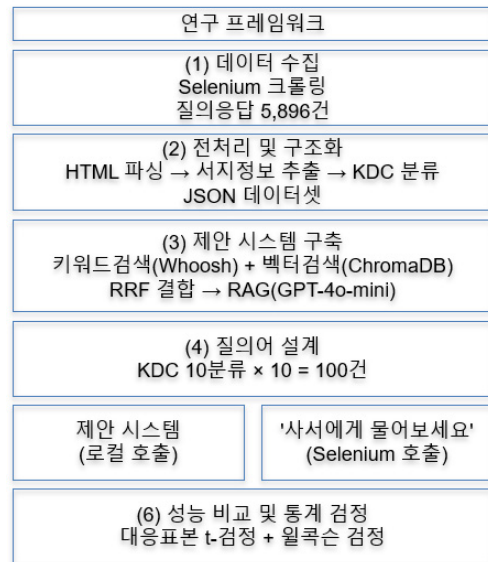 연구 프레임워크
(1) 데이터 수집
Selenium 크롤링
질의응답 5,896건
(2) 전처리 및 구조화
HTML 파싱 → 서지정보 추출 → KDC 분류
JSON 데이터셋
(3) 제안 시스템 구축
키워드검색(Whoosh) + 벡터검색(ChromaDB)
RRF 결합 → RAG(GPT-4o-mini)
(4) 질의어 설계
KDC 10분류 × 10 = 100건
제안 시스템
(로컬 호출)
'사서에게 물어보세요'
(Selenium 호출)
(6) 성능 비교 및 통계 검정
대응표본 t-검정 + 윌콕슨 검정